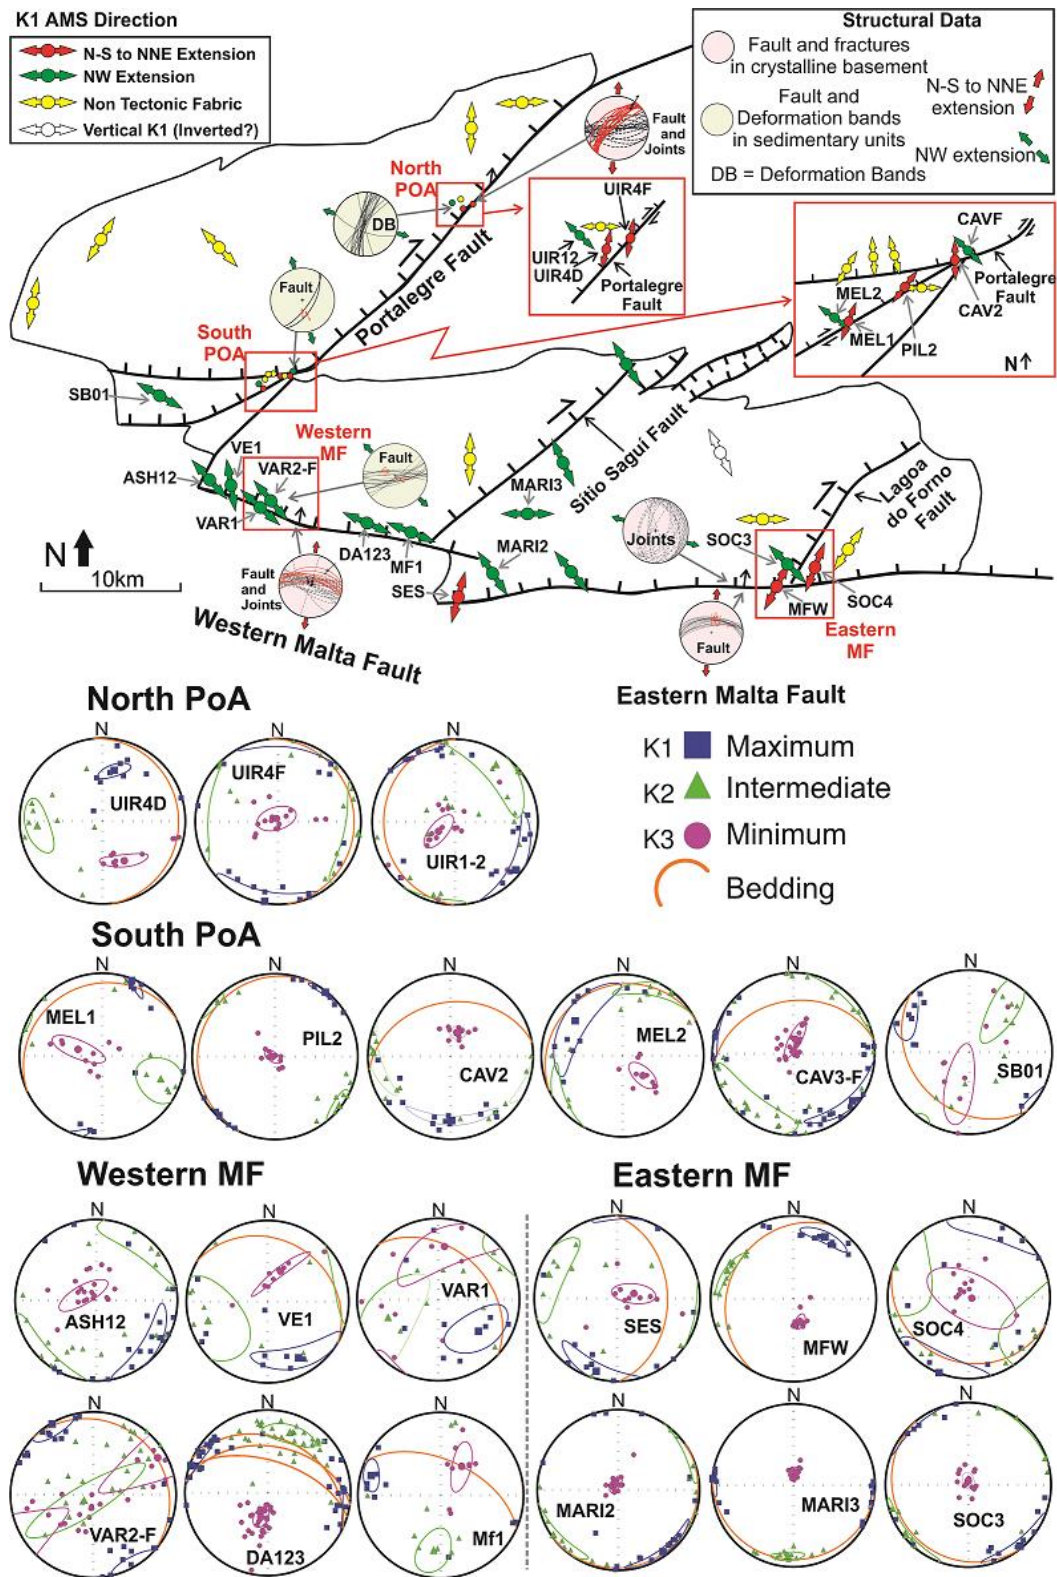 K1 AMS Direction
N-S to NNE Extension
NW Extension
Non Tectonic Fabric
Vertical K1 (Inverted?)
Structural Data
Fault and fractures
in crystalline basement
Fault and
Deformation bands
in sedimentary units
N-S to NNE
extension
NW extension
DB = Deformation Bands
Fault
and
Joints
North
POA
DB
UIR4F
UIR12
UIR4D
Portalegre
Fault
CAVF
MEL2
Portalegre
Fault
CAV2
MEL1
PIL2
N
Fault
Portalegre Fault
South
POA
SB01
Western
MF
Fault
VE1
ASH12
VAR2-F
VAR1
MARI3
Sítio Saguí Fault
Lagoa
do Forno
Fault
Joints
SOC3
N
10km
DA123
MF1
MARI2
Fault
and
Joints
SES
MFW
SOC4
Eastern
MF
Fault
Western Malta Fault
Eastern Malta Fault
North PoA
N
N
N
UIR4D
UIR4F
UIR1-2
K1 Maximum
K2 Intermediate
K3 Minimum
Bedding
South PoA
N
N
N
N
N
N
MEL1
PIL2
CAV2
MEL2
CAV3-F
SB01
Western MF
Eastern MF
N
N
N
N
N
N
ASH12
VE1
VAR1
SES
MFW
SOC4
N
N
N
N
N
N
VAR2-F
DA123
Mf1
MARI2
MARI3
SOC3